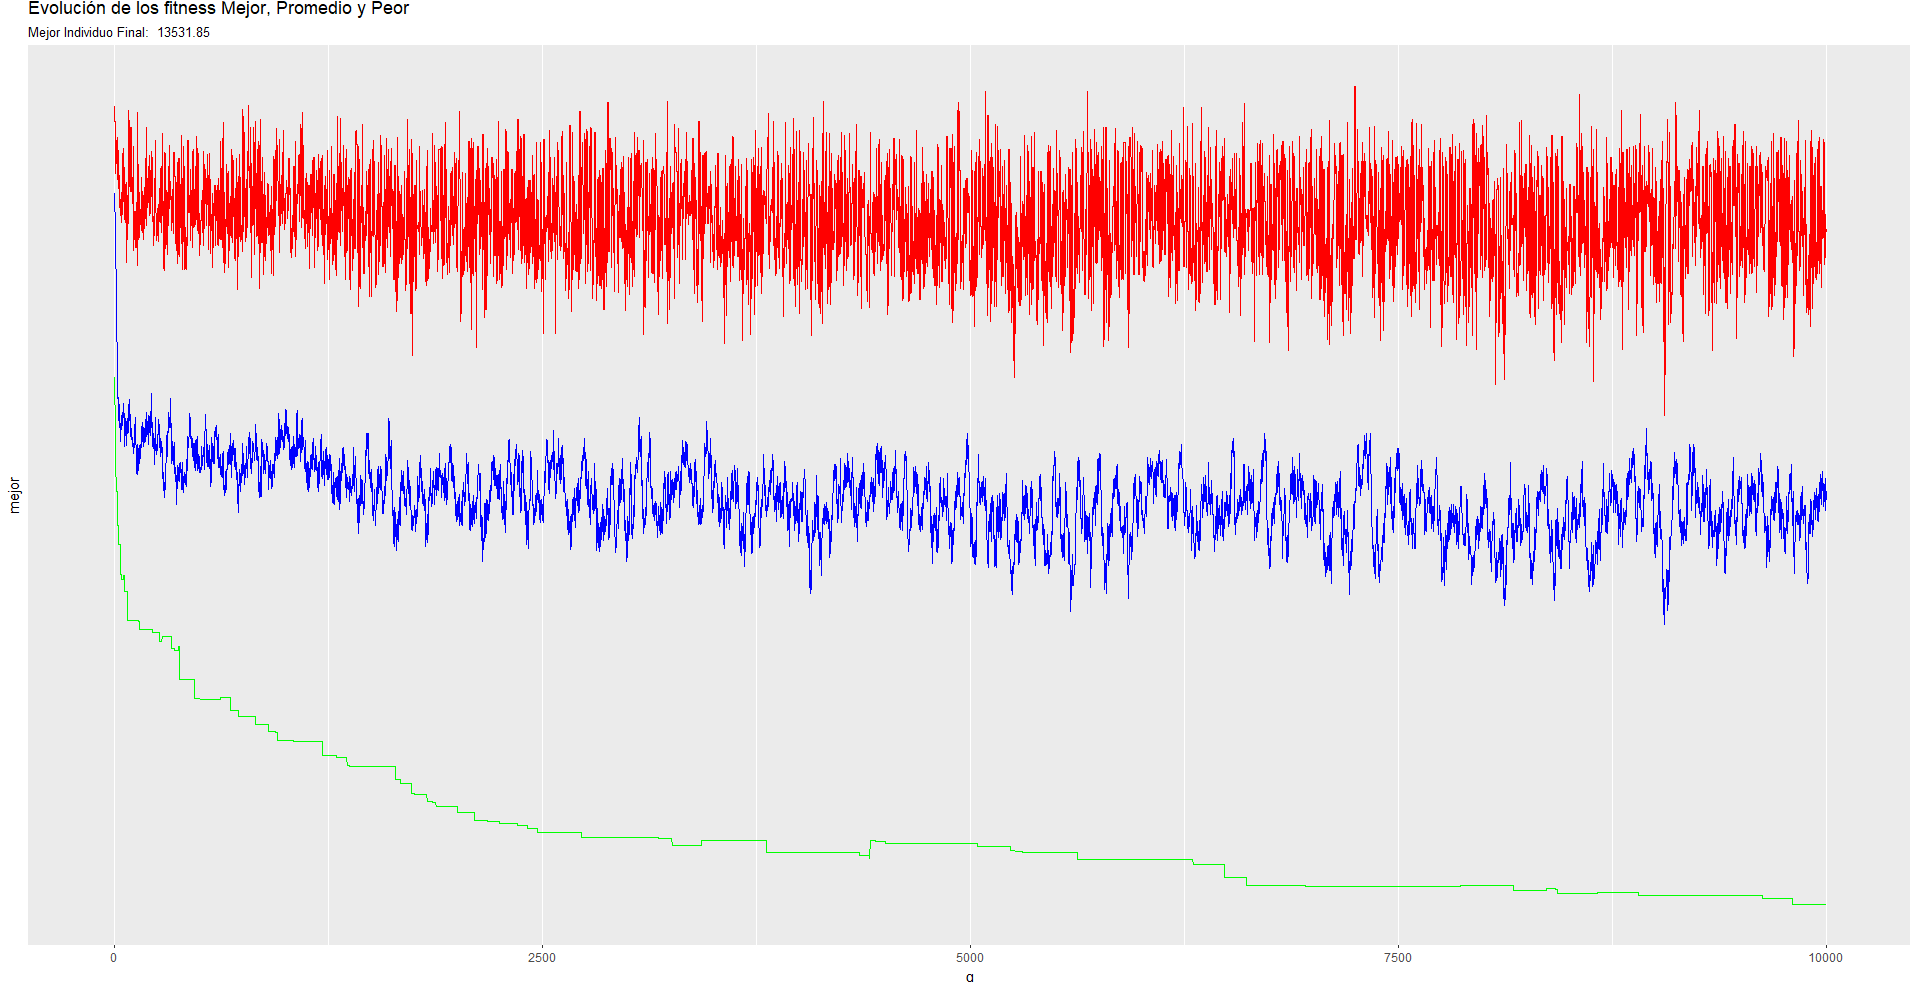 Evolución de los fitness Mejor, Promedio y Peor
Mejor Individuo Final: 13531.85
mejor
0
2500
5000
7500
10000
g